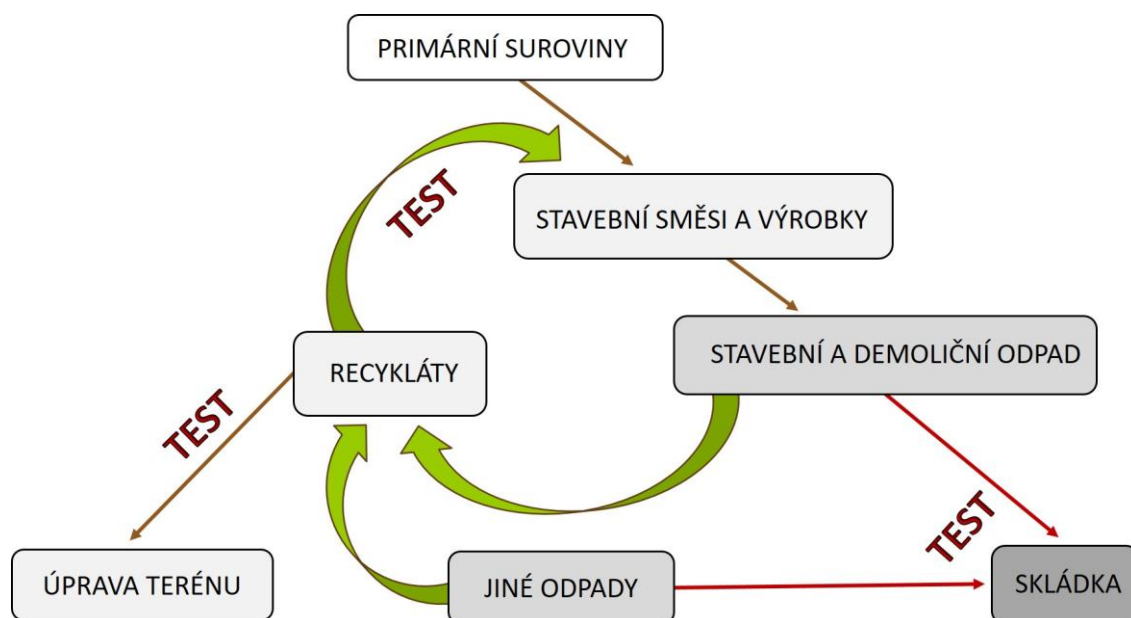 PRIMÁRNÍ SUROVINY
TEST
STAVEBNÍ SMĚSI A VÝROBKY
RECYKLÁTY
STAVEBNÍ A DEMOLIČNÍ ODPAD
TEST
TEST
ÚPRAVA TERÉNU
JINÉ ODPADY
SKLÁDKA